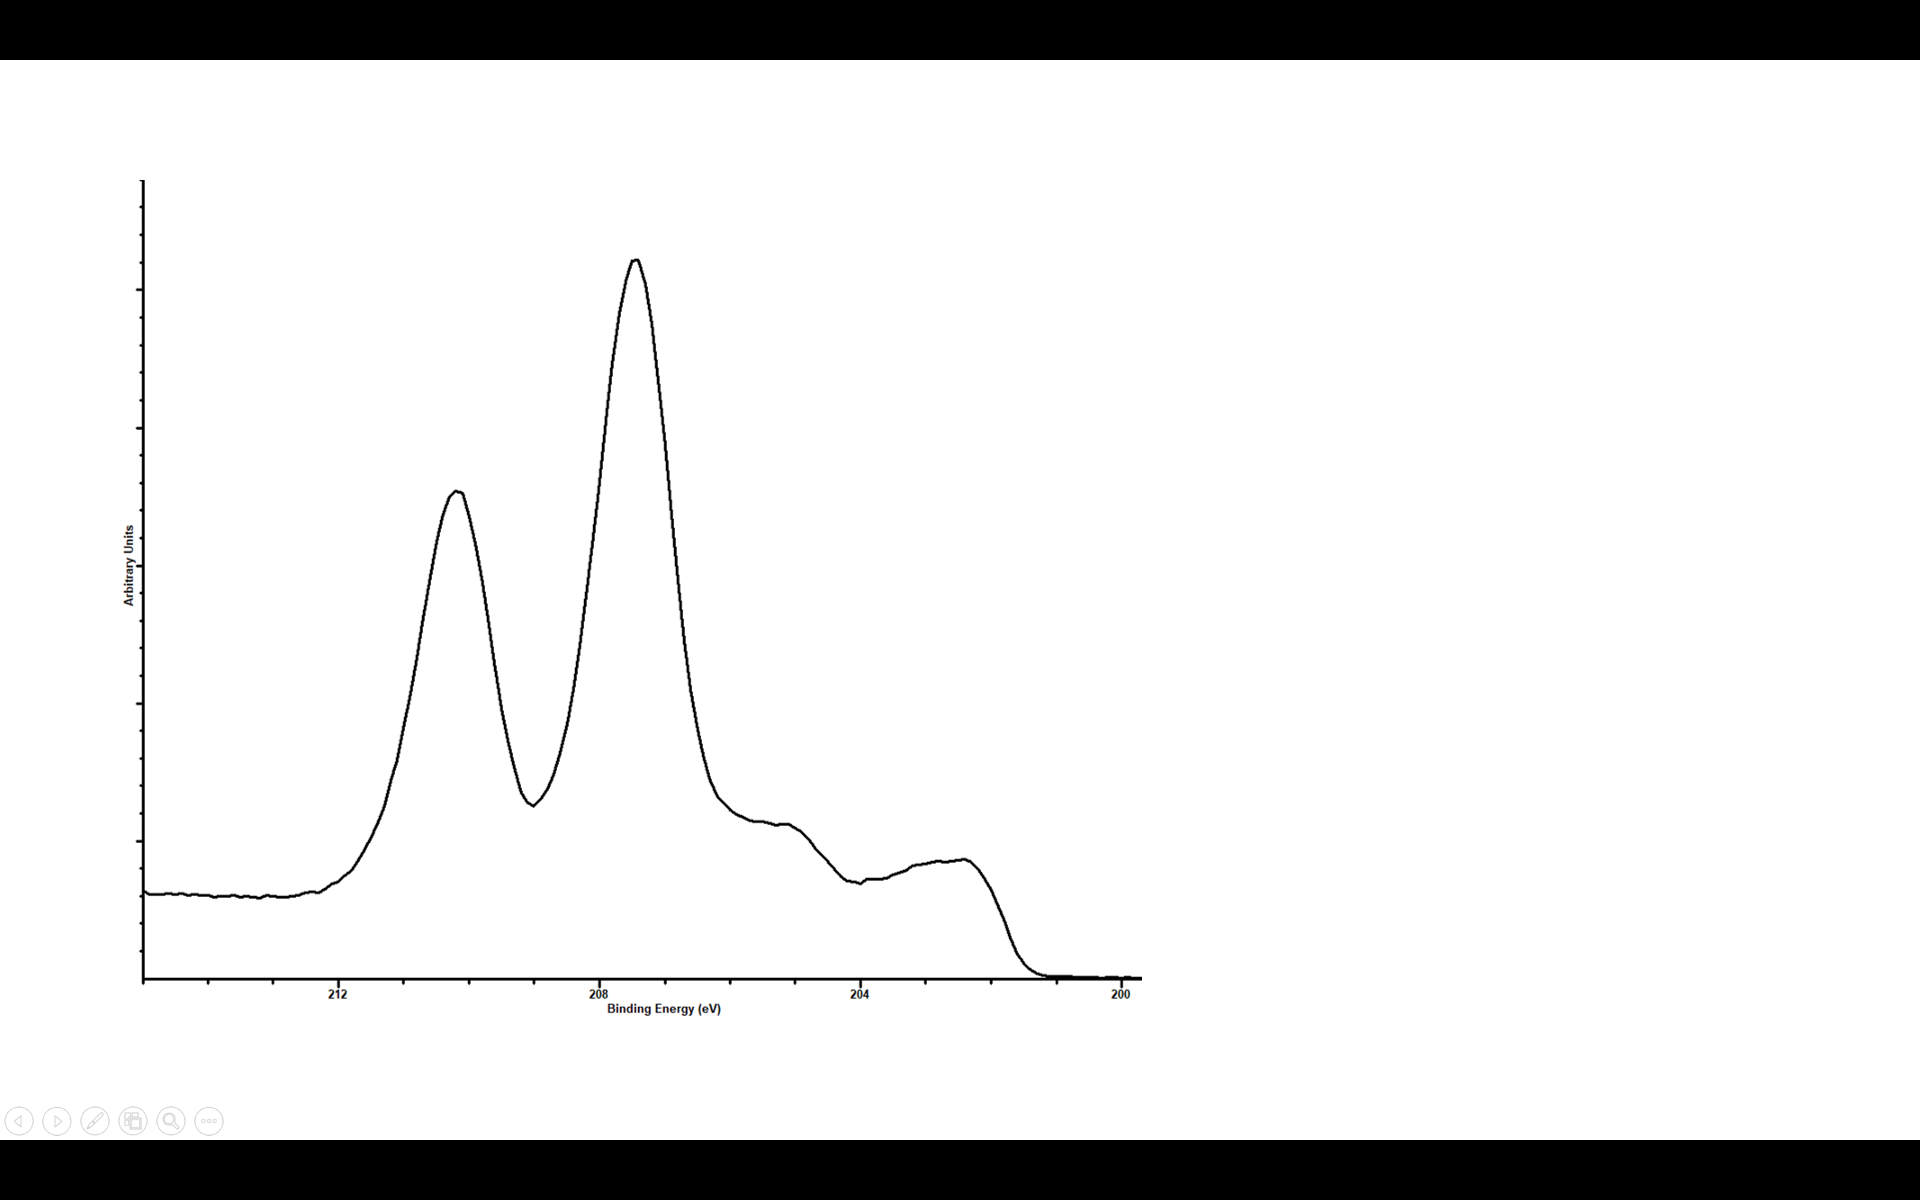 Arbitrary Units
212
208
204
200
Binding Energy (eV)